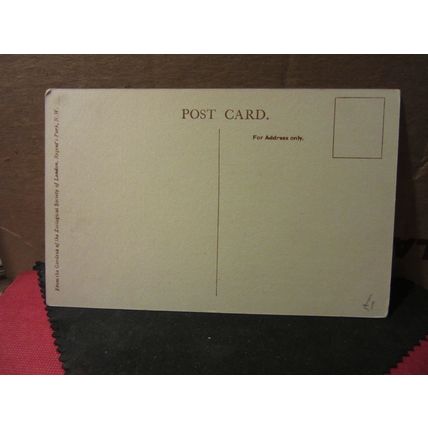 POST CARD.
For Address only.
From the Gardens of the Zoological Society of London, Regent's Park, N.W.